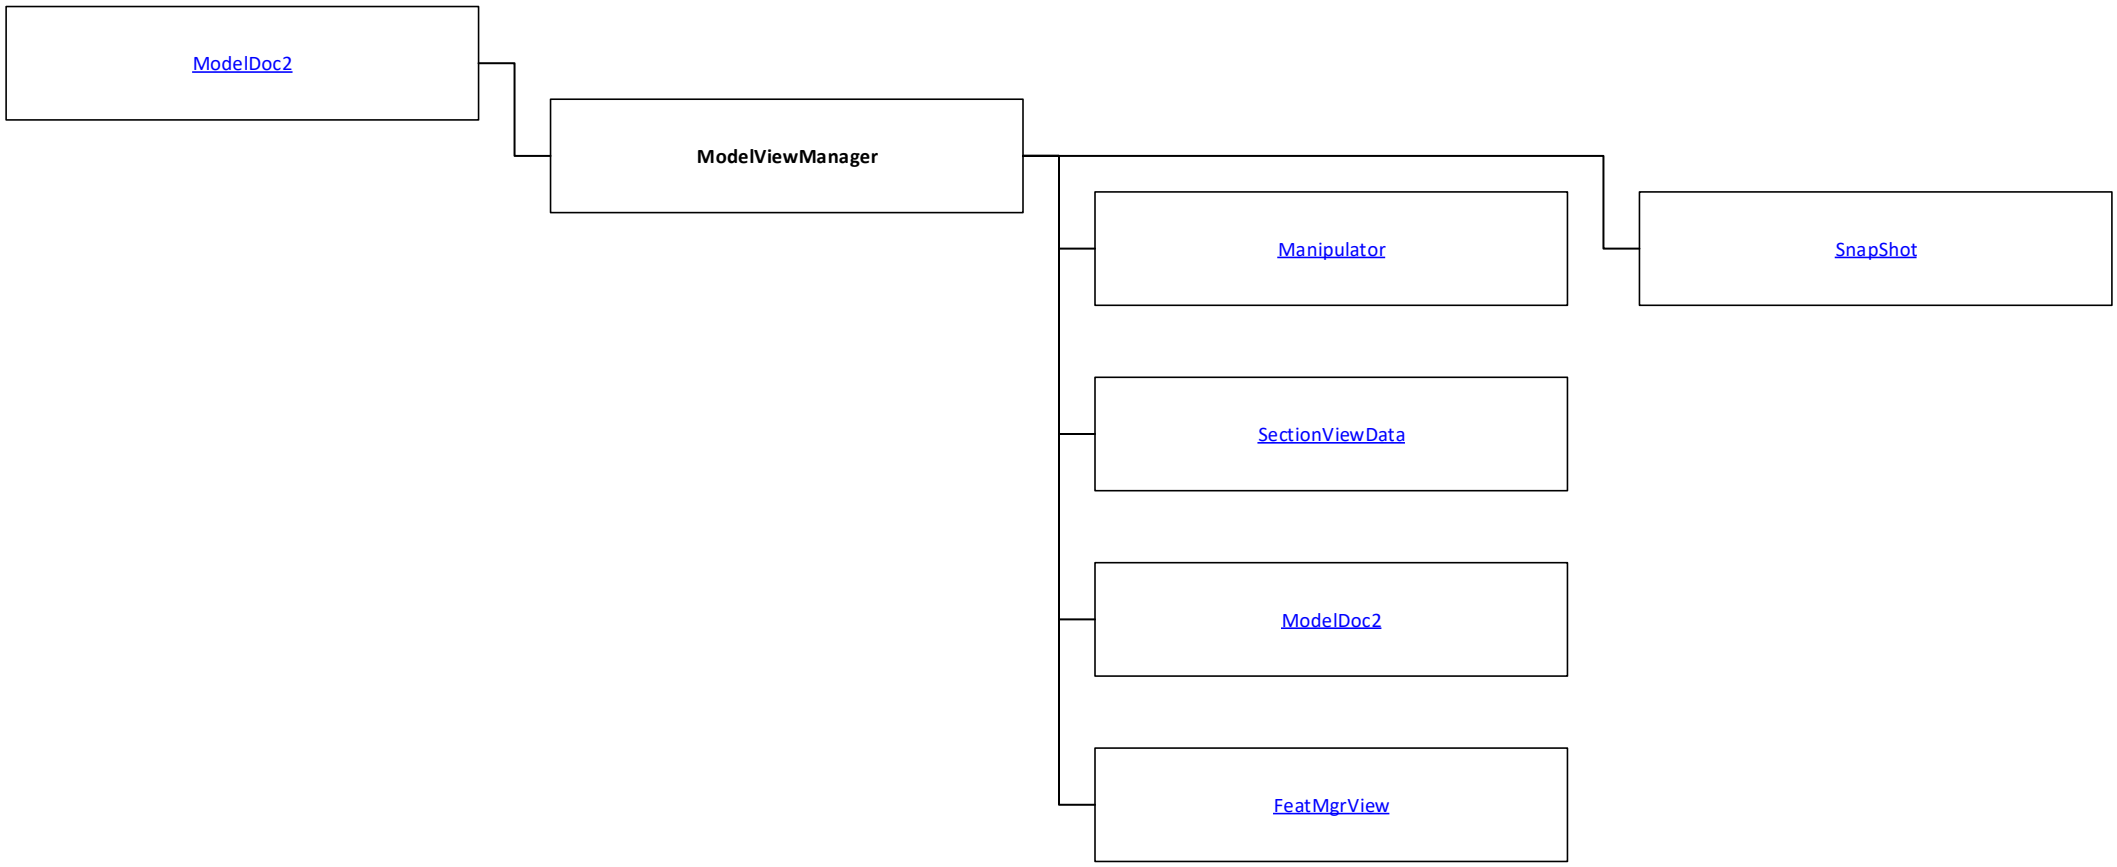 ModelDoc2
ModelViewManager
Manipulator
SnapShot
SectionViewData
ModelDoc2
FeatMgrView